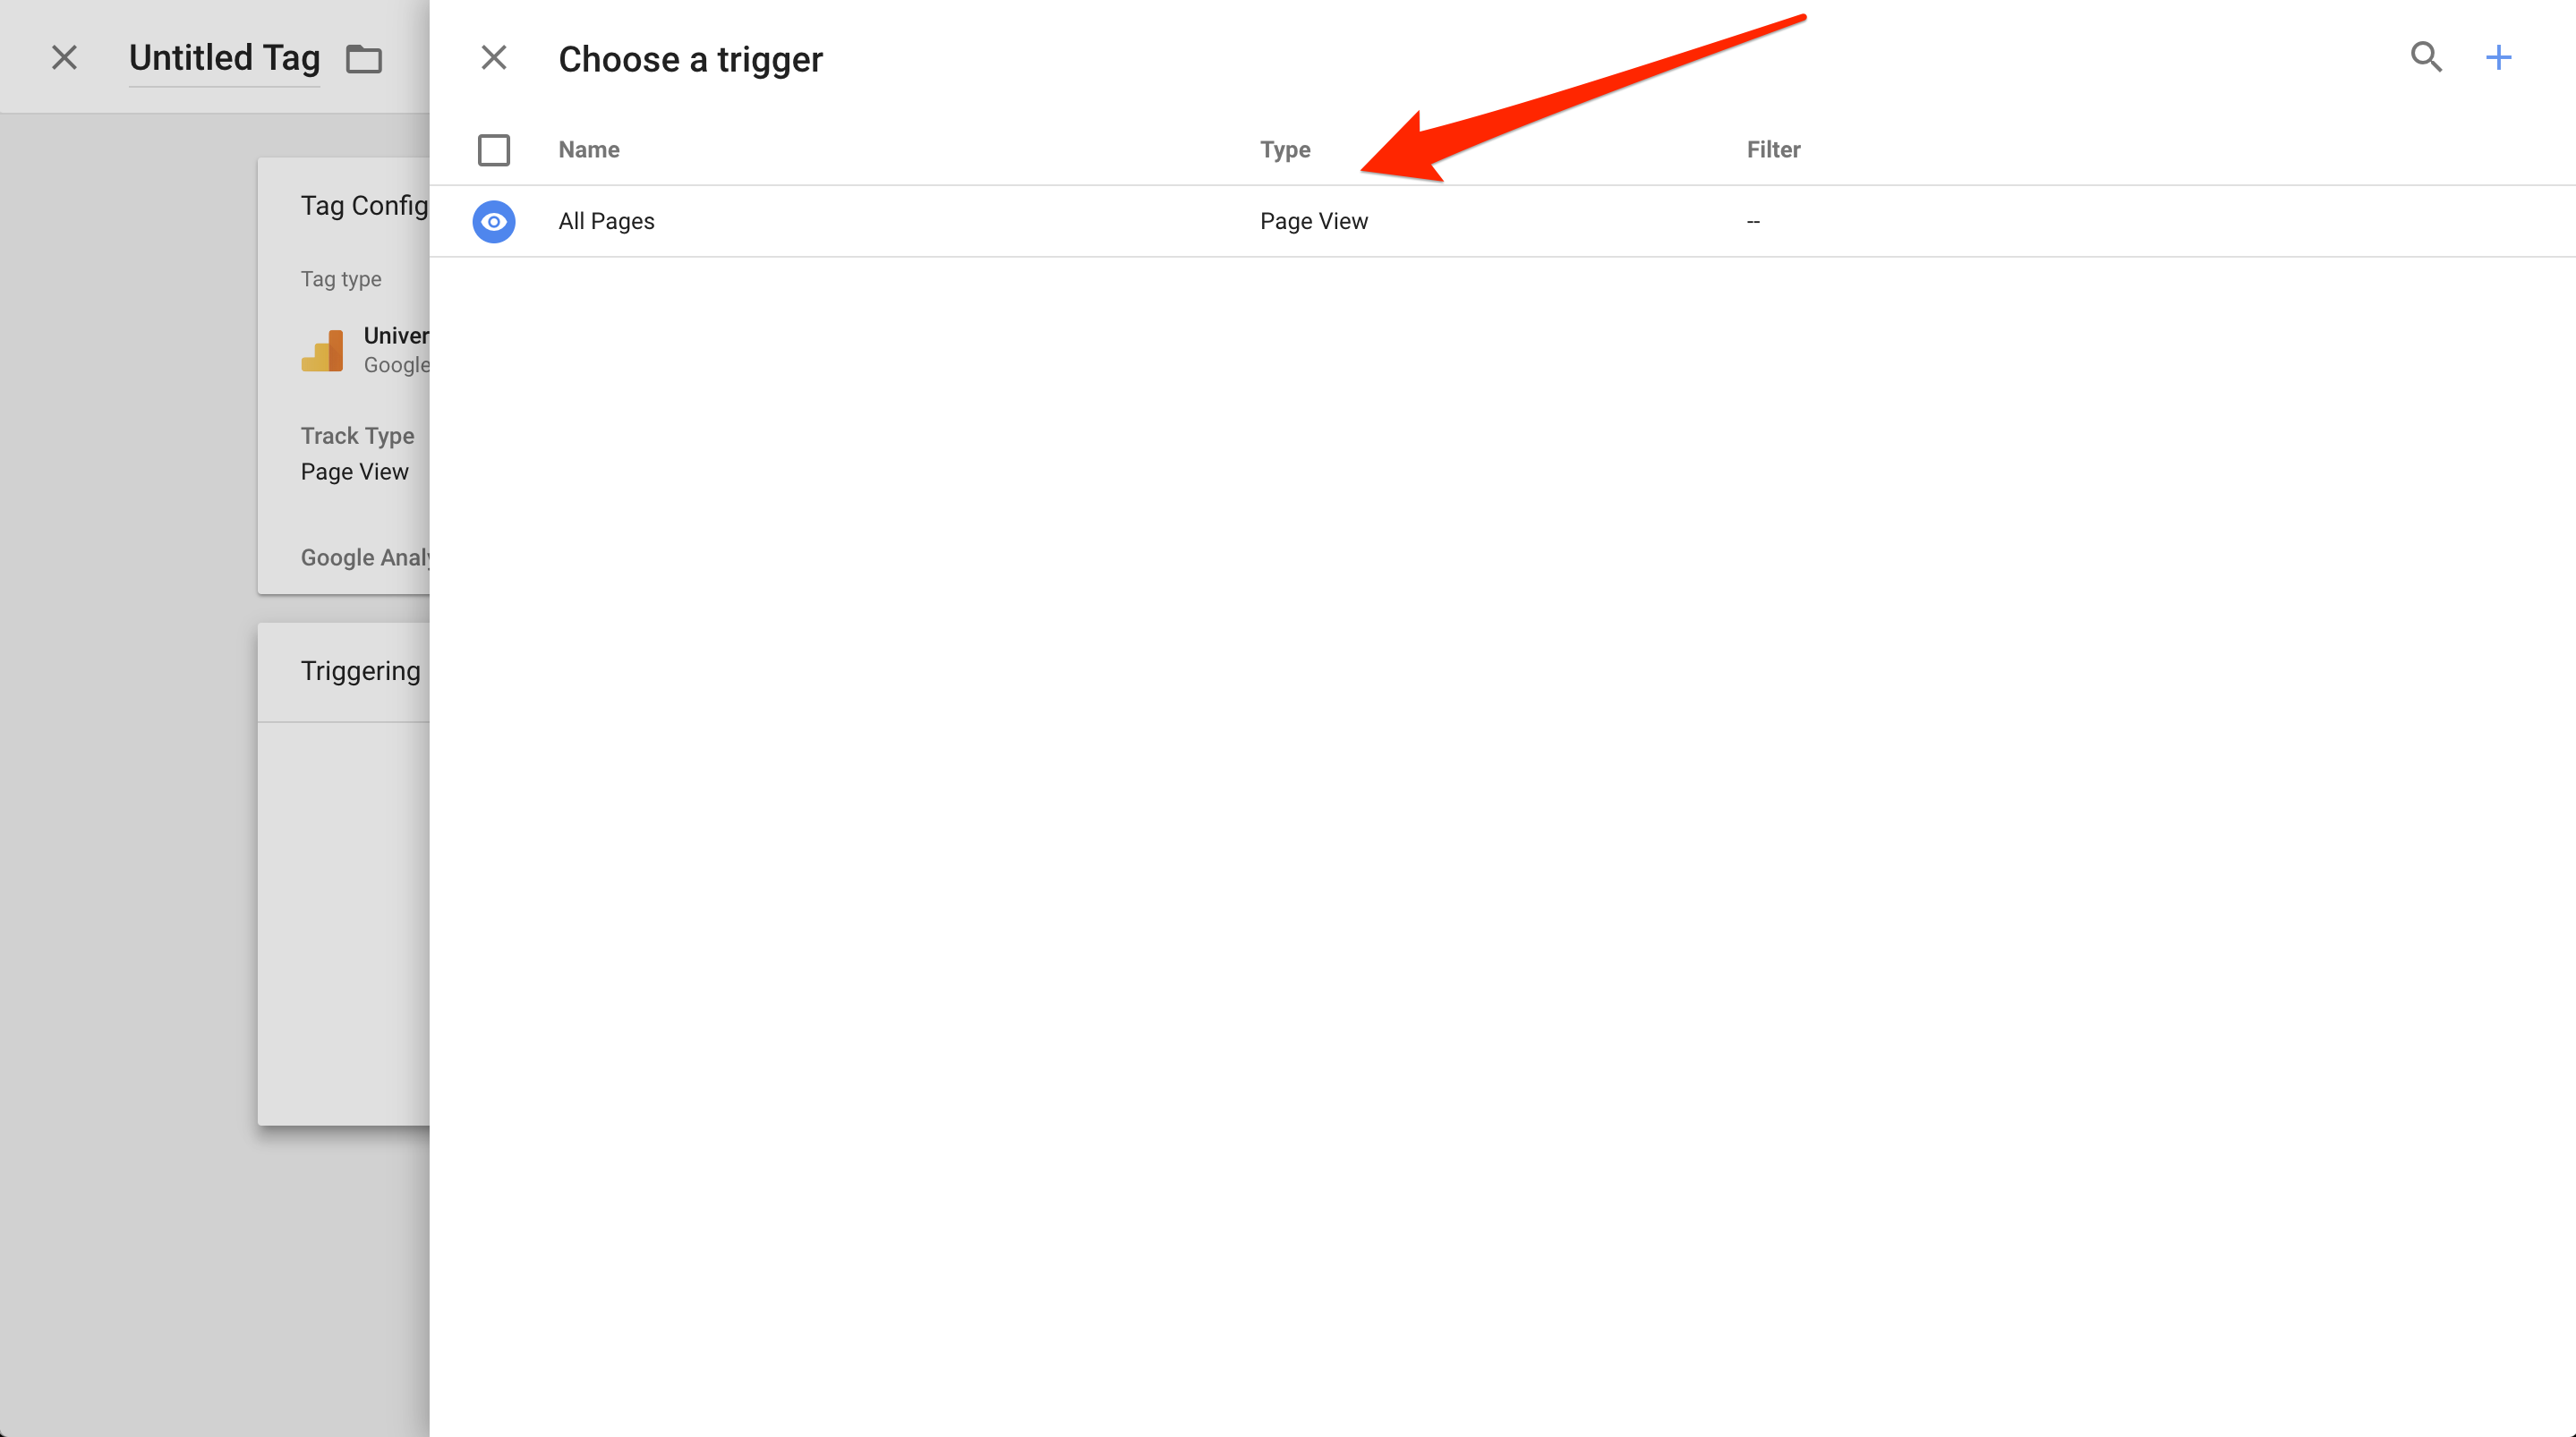 Untitled Tag
Choose a trigger
Name Type Filter
All Pages Page View --
Tag Config
Tag type
Univer
Google
Track Type
Page View
Google Analy
Triggering